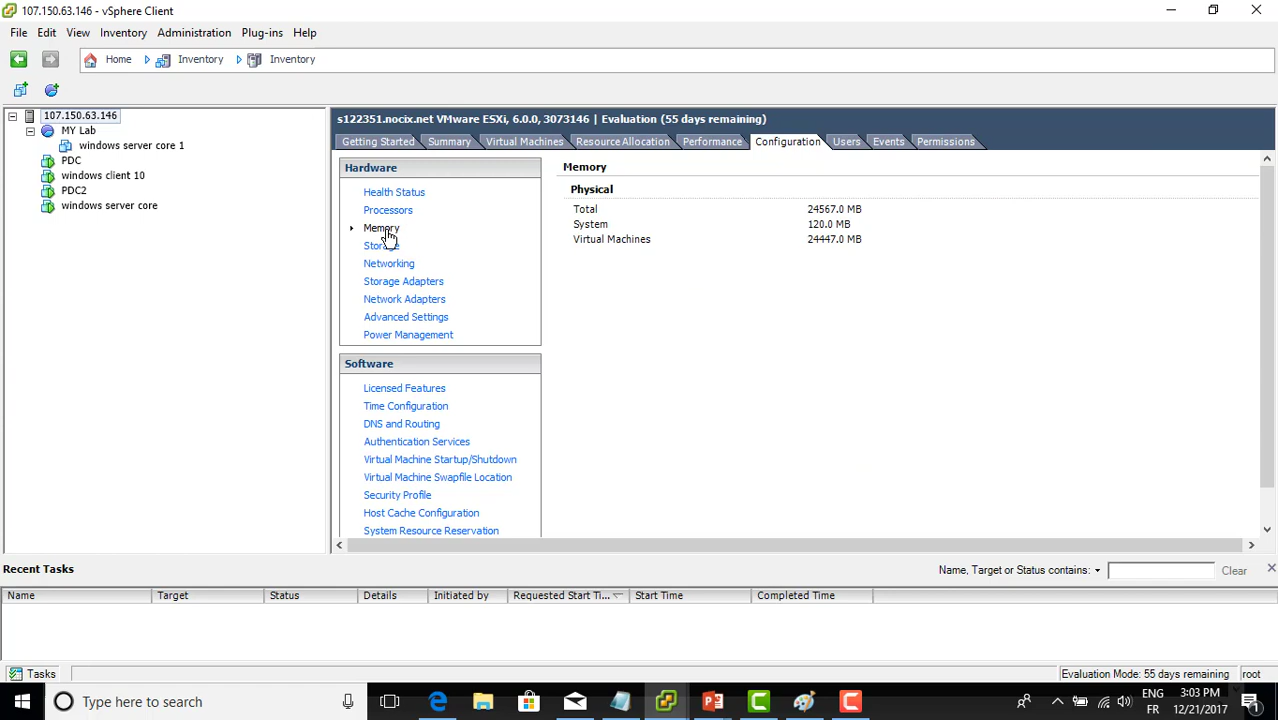 107.150.63.146 - vSphere Client
File Edit View Inventory Administration Plug-ins Help
Home Inventory Inventory
107.150.63.146
MY Lab
windows server core 1
PDC
windows client 10
PDC2
windows server core
s122351.nocix.net VMware ESXi, 6.0.0, 3073146 | Evaluation (55 days remaining)
Getting Started Summary Virtual Machines Resource Allocation Performance Configuration Users Events Permissions
Hardware
Health Status
Processors
Memory
Storage
Networking
Storage Adapters
Network Adapters
Advanced Settings
Power Management
Software
Licensed Features
Time Configuration
DNS and Routing
Authentication Services
Virtual Machine Startup/Shutdown
Virtual Machine Swapfile Location
Security Profile
Host Cache Configuration
System Resource Reservation
Memory
Physical
Total 24567.0 MB
System 120.0 MB
Virtual Machines 24447.0 MB
Recent Tasks
Name, Target or Status contains: Clear
Name Target Status Details Initiated by Requested Start Ti... Start Time Completed Time
Tasks
Evaluation Mode: 55 days remaining root
Type here to search
ENG 3:03 PM
FR 12/21/2017
1